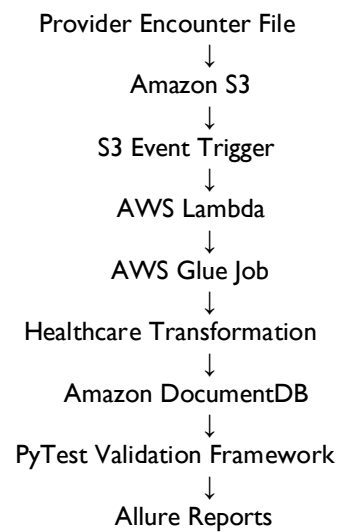 Provider Encounter File
↓
Amazon S3
↓
S3 Event Trigger
↓
AWS Lambda
↓
AWS Glue Job
↓
Healthcare Transformation
↓
Amazon DocumentDB
↓
PyTest Validation Framework
↓
Allure Reports